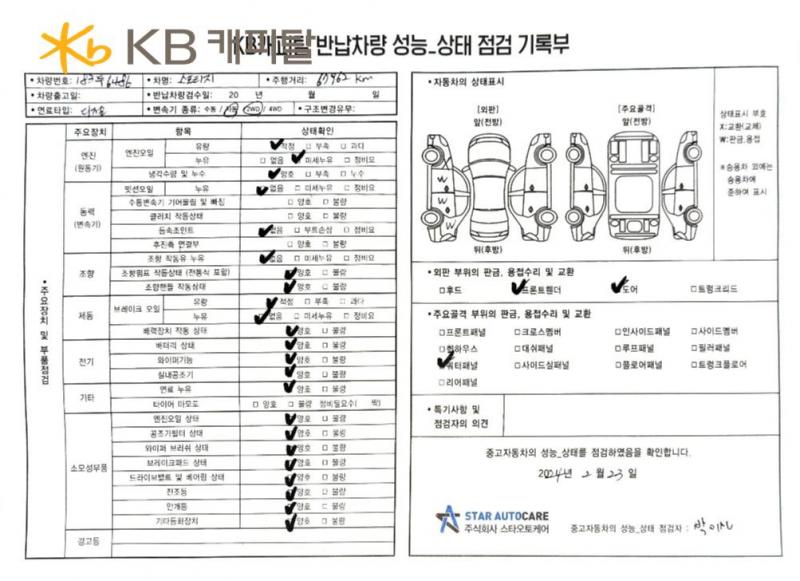 KB 캐피탈
KB캐피탈 반납차량 성능_상태 점검 기록부
•차량번호: •차명: 스포티지 •주행거리: 67962 Km
•차량출고일: •반납차량검수일: 20 년 월 일
•연료타입: 디젤 •변속기 종류: 수동 / 자동 2WD / 4WD •구조변경유무:
•주요장치 및 부품점검
주요장치 항목 상태확인
엔진 (원동기) 엔진오일 유량 ✔적정 □ 부족 □ 과다
누유 □ 없음 ✔미세누유 □ 정비요
냉각수량 및 누수 ✔양호 □ 부족 □ 누수
동력 (변속기) 밋션오일 누유 ✔없음 □ 미세누유 □ 정비요
수동변속기 기어물림 및 빠짐 □ 양호 □ 불량
클러치 작동상태 □ 양호 □ 불량
등속조인트 ✔없음 □ 부트손상 □ 정비요
후진축 연결부 □ 양호 □ 불량
조향 조향 작동유 누유 ✔없음 □ 미세누유 □ 정비요
조향펌프 작동상태 (전동식 포함) ✔양호 □ 불량
조향핸들 작동상태 ✔양호 □ 불량
제동 브레이크 오일 유량 ✔적정 □ 부족 □ 과다
누유 ✔없음 □ 미세누유 □ 정비요
배력장치 작동 상태 ✔양호 □ 불량
전기 배터리 상태 ✔양호 □ 불량
와이퍼기능 ✔양호 □ 불량
실내공조기 ✔양호 □ 불량
기타 연료 누유 ✔양호 □ 불량
타이어 마모도 □ 양호 □ 불량 정비필요수( 짝)
소모성부품 엔진오일 상태 ✔양호 □ 불량
공조기필터 상태 ✔양호 □ 불량
와이퍼 브러쉬 상태 ✔양호 □ 불량
브레이크패드 상태 ✔양호 □ 불량
드라이브벨트 및 베어링 상태 ✔양호 □ 불량
전조등 ✔양호 □ 불량
안개등 ✔양호 □ 불량
기타등화장치 ✔양호 □ 불량
경고등
•자동차의 상태표시
[외판] [주요골격]
앞(전방) 앞(전방)
W
W
W
뒤(후방) 뒤(후방)
상태표시 부호
X:교환(교체)
W:판금,용접
*승용차 외에는
승용차에
준하여 표시
•외판 부위의 판금, 용접수리 및 교환
□후드 ✔프론트휀더 ✔도어 □트렁크리드
•주요골격 부위의 판금, 용접수리 및 교환
□프론트패널 □크로스멤버 □인사이드패널 □사이드멤버
□휠하우스 □대쉬패널 □루프패널 □필러패널
✔쿼터패널 □사이드실패널 □플로어패널 □트렁크플로어
□리어패널
•특기사항 및
점검자의 의견
중고자동차의 성능_상태를 점검하였음을 확인합니다.
2024년 2월 23일
STAR AUTOCARE
주식회사 스타오토케어
중고자동차의 성능_상태 점검자 :